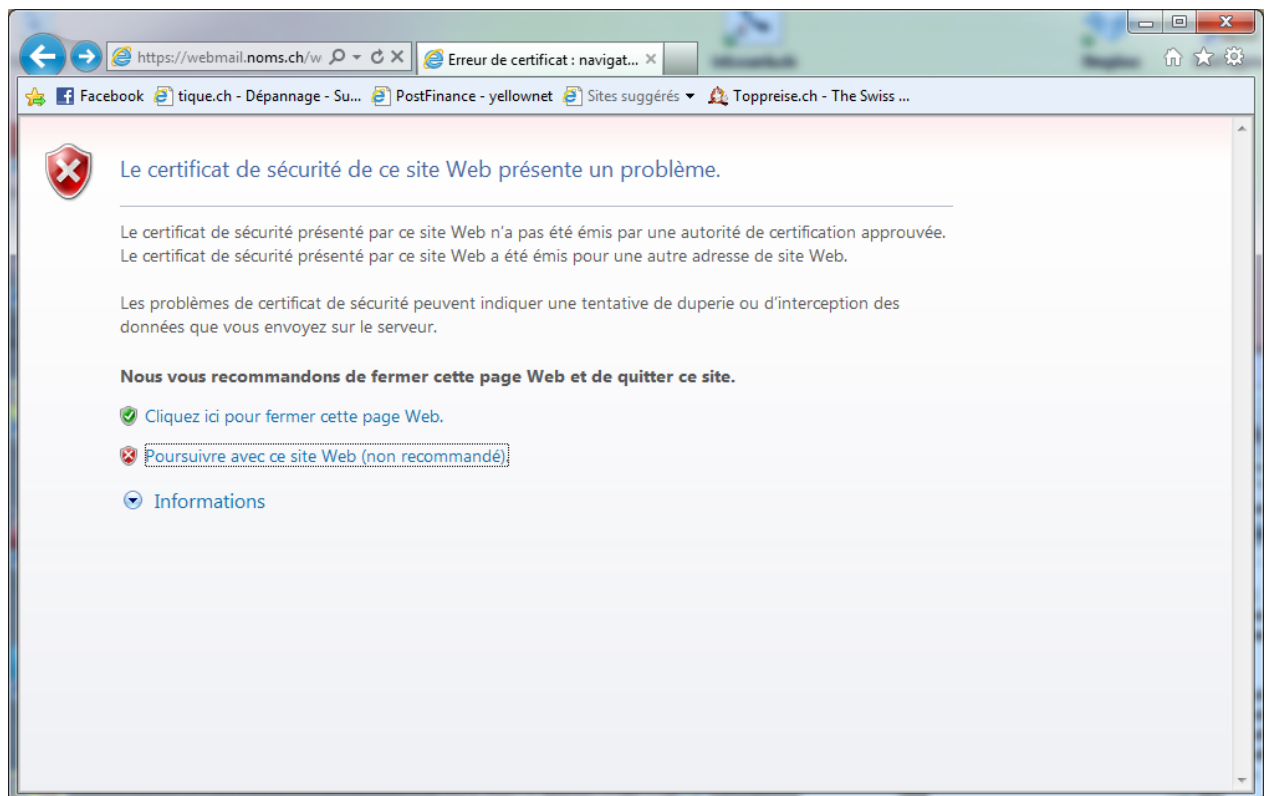 https://webmail.noms.ch/w
Erreur de certificat : navigat...
Facebook
tique.ch - Dépannage - Su...
PostFinance - yellownet
Sites suggérés
Toppreise.ch - The Swiss ...
Le certificat de sécurité de ce site Web présente un problème.
Le certificat de sécurité présenté par ce site Web n'a pas été émis par une autorité de certification approuvée.
Le certificat de sécurité présenté par ce site Web a été émis pour une autre adresse de site Web.
Les problèmes de certificat de sécurité peuvent indiquer une tentative de duperie ou d'interception des
données que vous envoyez sur le serveur.
Nous vous recommandons de fermer cette page Web et de quitter ce site.
Cliquez ici pour fermer cette page Web.
Poursuivre avec ce site Web (non recommandé).
Informations